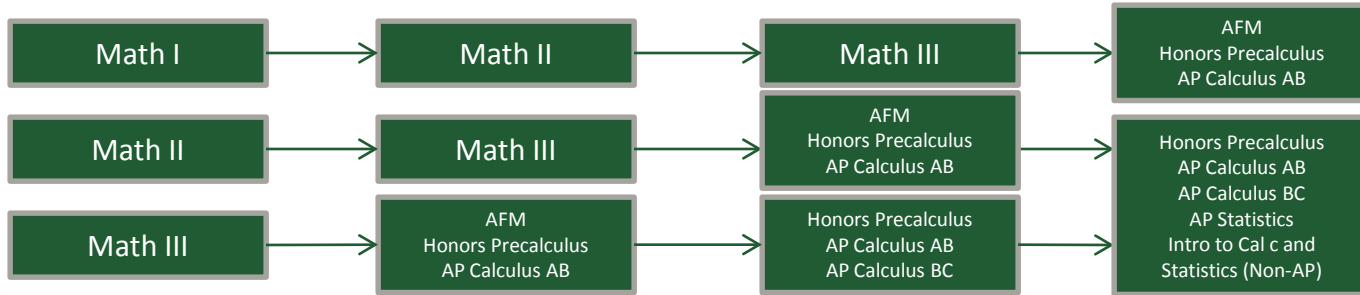 Math I
Math II
Math III
AFM
Honors Precalculus
AP Calculus AB
Math II
Math III
AFM
Honors Precalculus
AP Calculus AB
Honors Precalculus
AP Calculus AB
AP Calculus BC
AP Statistics
Intro to Cal c and
Statistics (Non-AP)
Math III
AFM
Honors Precalculus
AP Calculus AB
Honors Precalculus
AP Calculus AB
AP Calculus BC